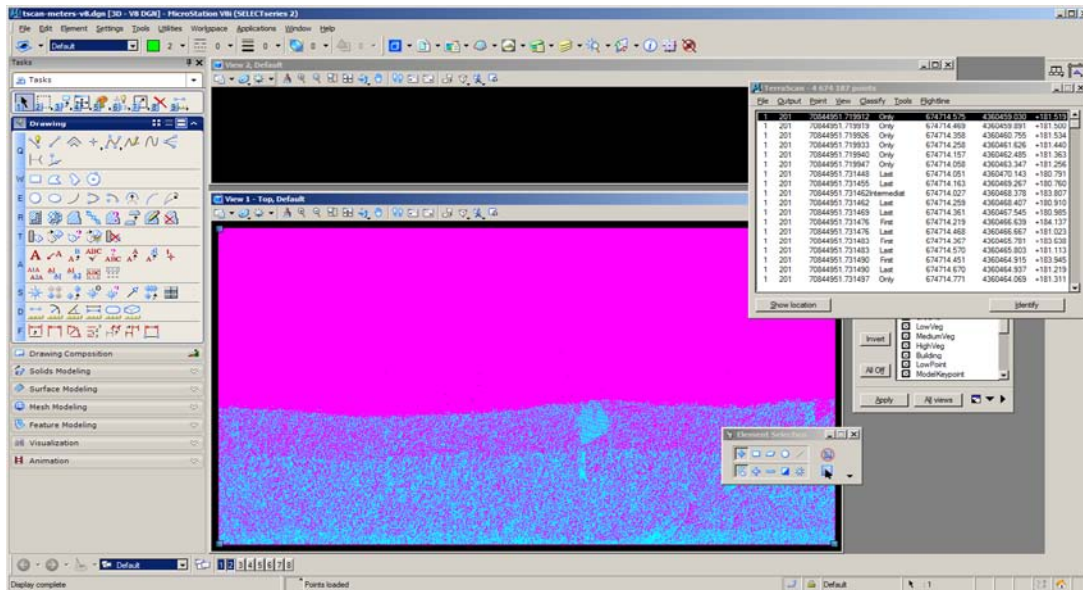 tscan-meters-v8.dgn [3D - V8 DGN] - MicroStation V8i (SELECTseries 2)
File Edit Element Settings Tools Utilities Workspace Applications Window Help
Default 2 0 0 0
Tasks
Tasks
Drawing
Q
W
E
R
T
A
S
D
F
Drawing Composition
Solids Modeling
Surface Modeling
Mesh Modeling
Feature Modeling
Visualization
Animation
View 2, Default
View 1 - Top, Default
TerraScan - 4 674 187 points
File Output Point View Classify Tools Flightline
1 201 70844951.719912 Only 674714.575 4360459.030 +181.519
1 201 70844951.719919 Only 674714.469 4360459.891 +181.500
1 201 70844951.719926 Only 674714.358 4360460.755 +181.534
1 201 70844951.719933 Only 674714.258 4360461.626 +181.440
1 201 70844951.719940 Only 674714.157 4360462.485 +181.363
1 201 70844951.719947 Only 674714.058 4360463.347 +181.256
1 201 70844951.731448 Last 674714.051 4360470.143 +180.791
1 201 70844951.731455 Last 674714.163 4360469.267 +180.760
1 201 70844951.731462Intermediat 674714.027 4360468.378 +183.807
1 201 70844951.731462 Last 674714.259 4360468.407 +180.910
1 201 70844951.731469 Last 674714.361 4360467.545 +180.985
1 201 70844951.731476 First 674714.219 4360466.639 +184.137
1 201 70844951.731476 Last 674714.468 4360466.667 +181.023
1 201 70844951.731483 First 674714.367 4360465.781 +183.638
1 201 70844951.731483 Last 674714.570 4360465.803 +181.113
1 201 70844951.731490 First 674714.451 4360464.915 +183.945
1 201 70844951.731490 Last 674714.670 4360464.937 +181.219
1 201 70844951.731497 Only 674714.771 4360464.069 +181.311
Show location Identify
LowVeg
Invert MediumVeg
HighVeg
Building
All Off LowPoint
ModelKeypoint
Apply All views
Element Selection
Default 1 2 3 4 5 6 7 8
Display complete Points loaded Default : 1